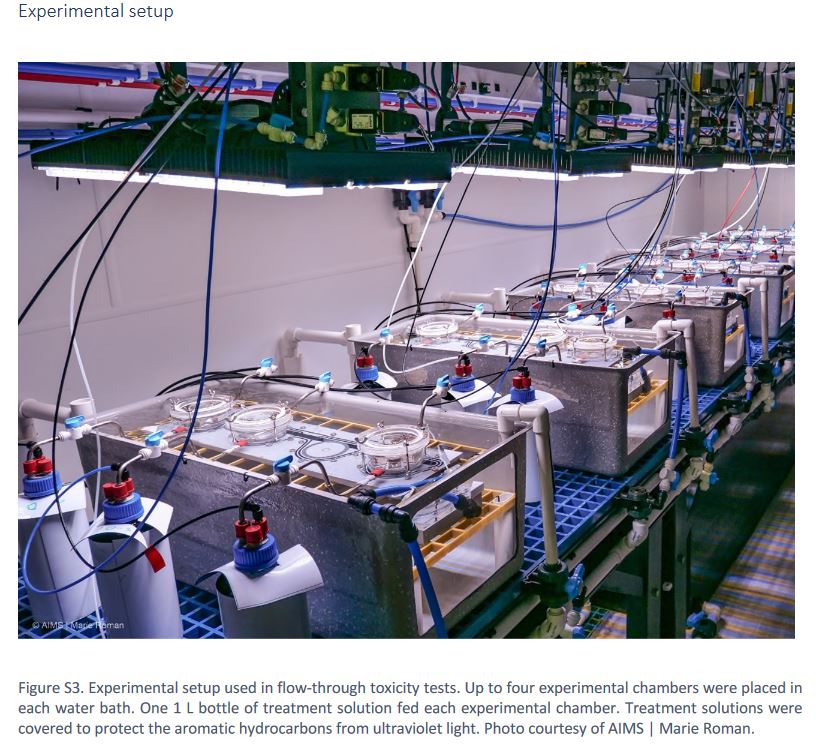 Experimental setup
© AIMS | Marie Roman
Figure S3. Experimental setup used in flow-through toxicity tests. Up to four experimental chambers were placed in
each water bath. One 1 L bottle of treatment solution fed each experimental chamber. Treatment solutions were
covered to protect the aromatic hydrocarbons from ultraviolet light. Photo courtesy of AIMS | Marie Roman.